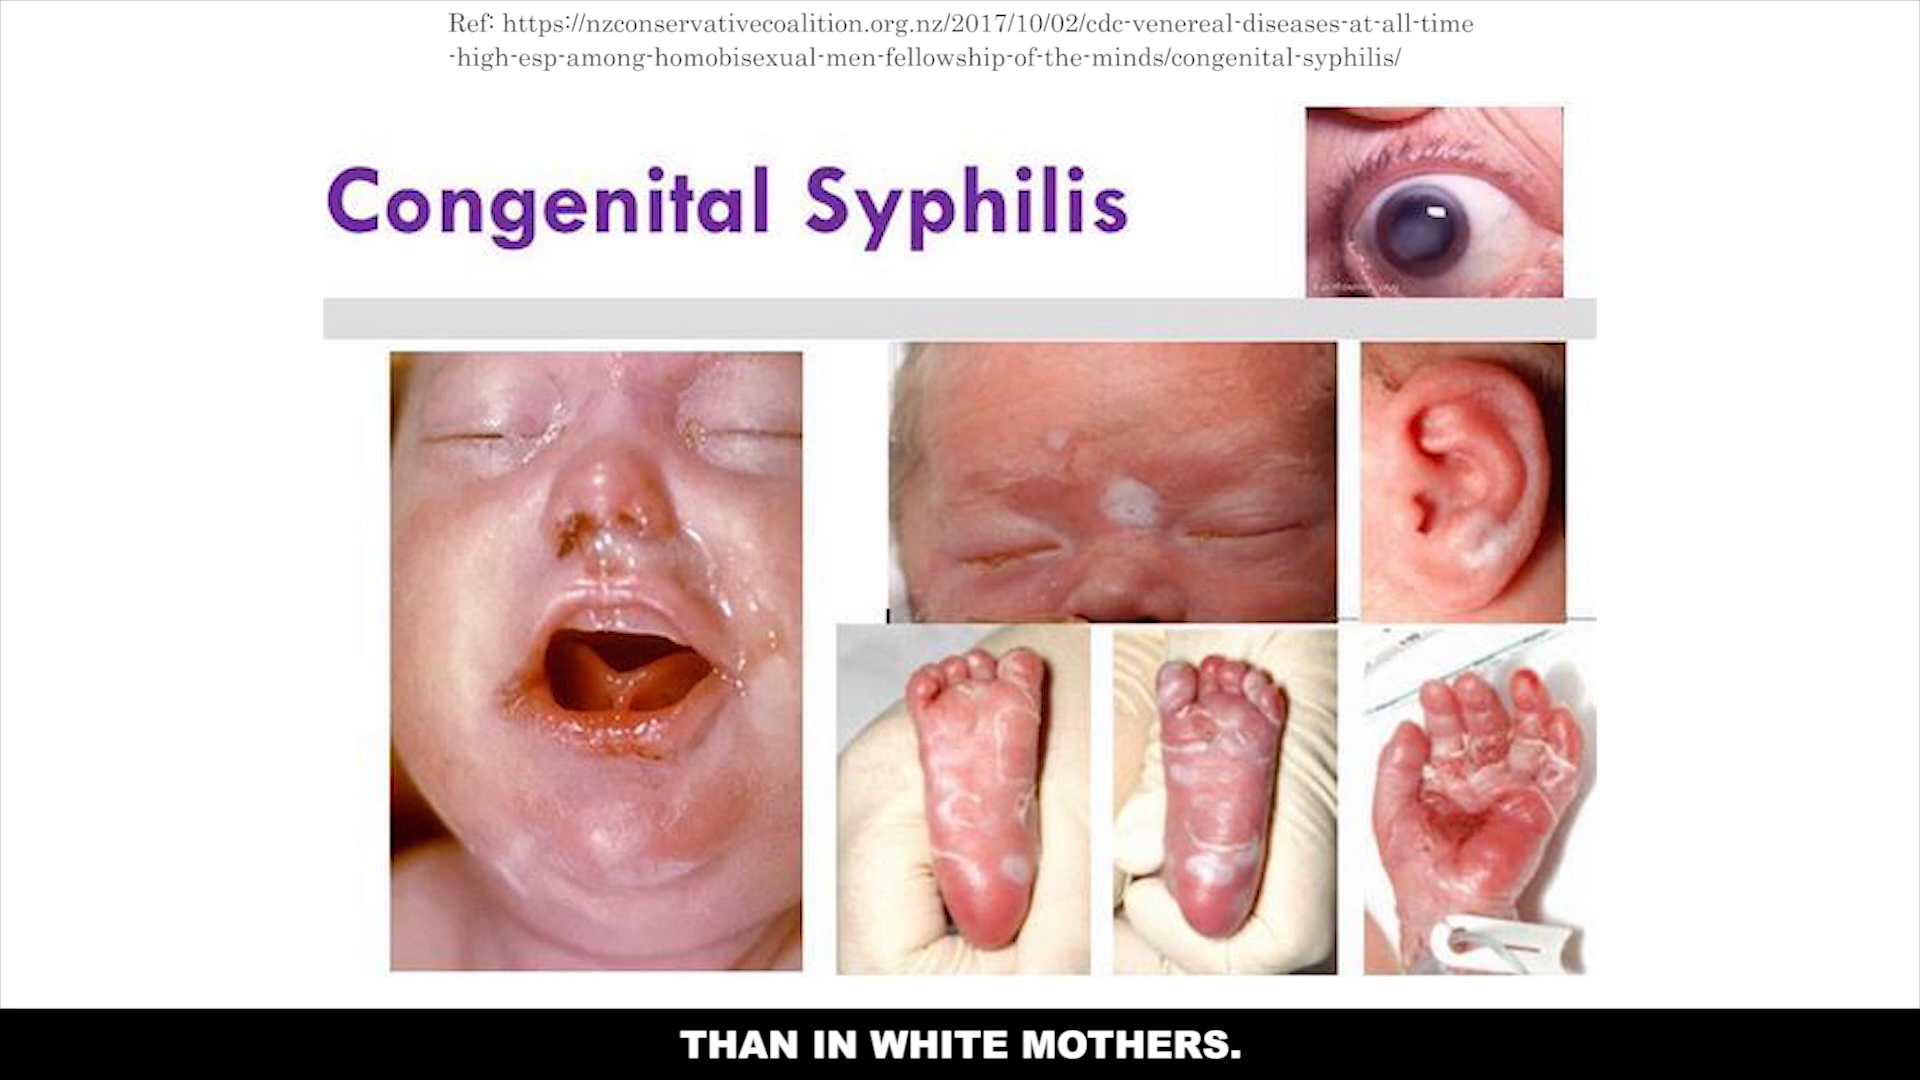 Ref: https://nzconservativecoalition.org.nz/2017/10/02/cdc-venereal-diseases-at-all-time
-high-esp-among-homobisexual-men-fellowship-of-the-minds/congenital-syphilis/
Congenital Syphilis
THAN IN WHITE MOTHERS.